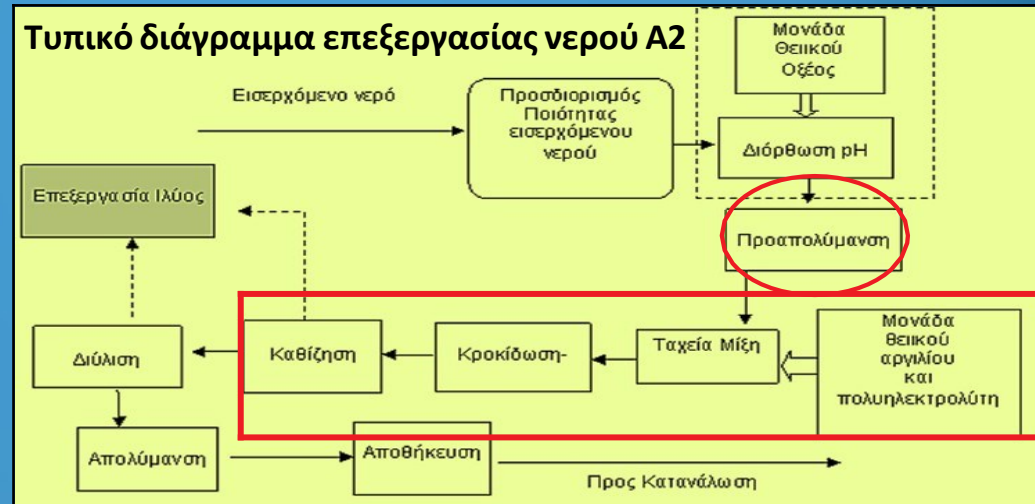 Τυπικό διάγραμμα επεξεργασίας νερού Α2
Μονάδα
Θειικού
Οξέος
Εισερχόμενο νερό
Προσδιορισμός
Ποιότητας
εισερχόμενου
νερού
Διόρθωση pH
Επεξεργασία Ιλύος
Προαπολύμανση
Διύλιση
Καθίζηση
Κροκίδωση-
Ταχεία Μίξη
Μονάδα
θειικού
αργιλίου
και
πολυηλεκτρολύτη
Απολύμανση
Αποθήκευση
Προς Κατανάλωση